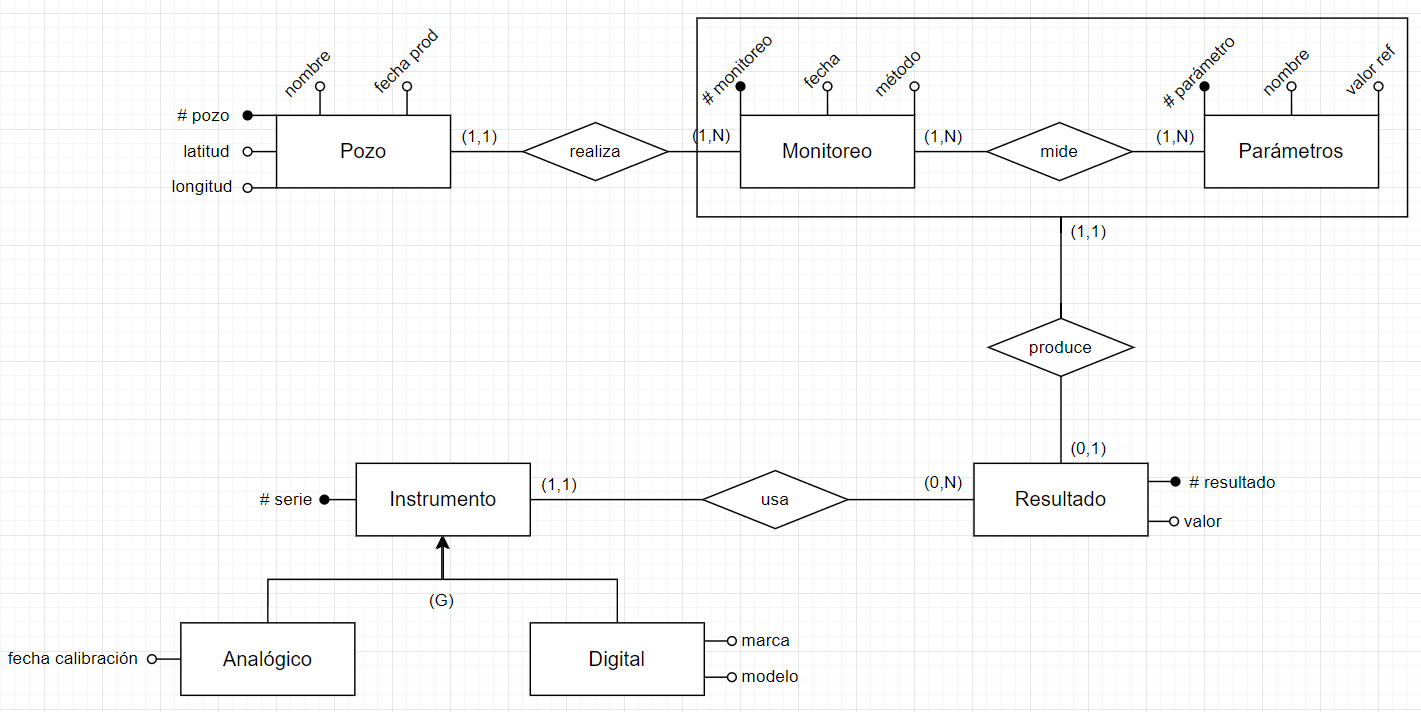 nombre
fecha prod
# pozo
latitud
longitud
Pozo
(1,1)
realiza
(1,N)
# monitoreo
fecha
método
Monitoreo
(1,N)
mide
(1,N)
# parámetro
nombre
valor ref
Parámetros
(1,1)
produce
(0,1)
# serie
Instrumento
(1,1)
usa
(0,N)
Resultado
# resultado
valor
(G)
fecha calibración
Analógico
Digital
marca
modelo